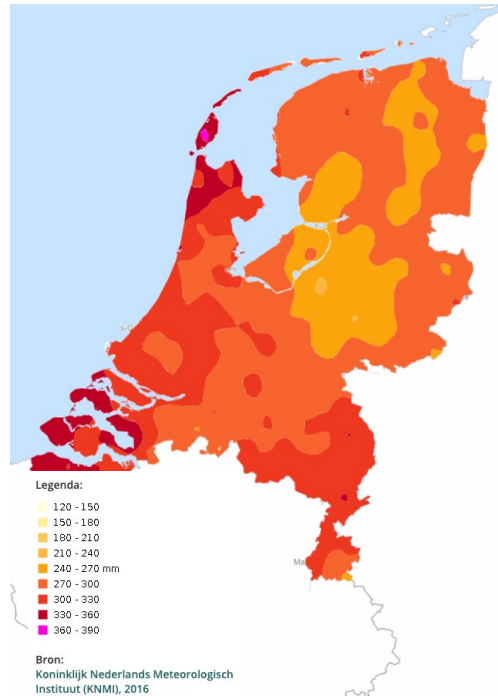 's-G
Ma
Legenda:
120 - 150
150 - 180
180 - 210
210 - 240
240 - 270 mm
270 - 300
300 - 330
330 - 360
360 - 390
Bron:
Koninklijk Nederlands Meteorologisch
Instituut (KNMI), 2016